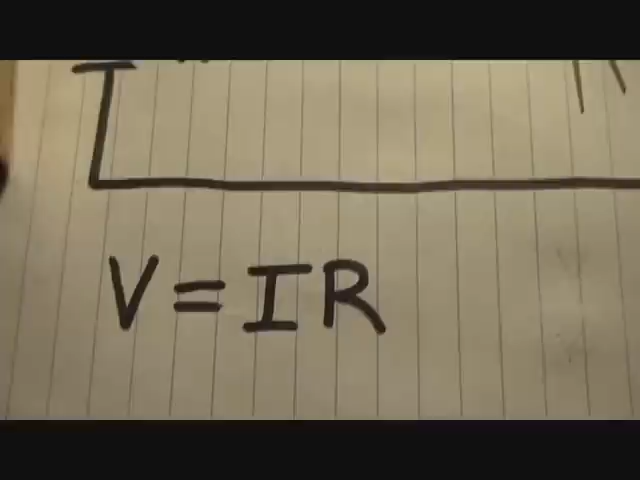 V = IR